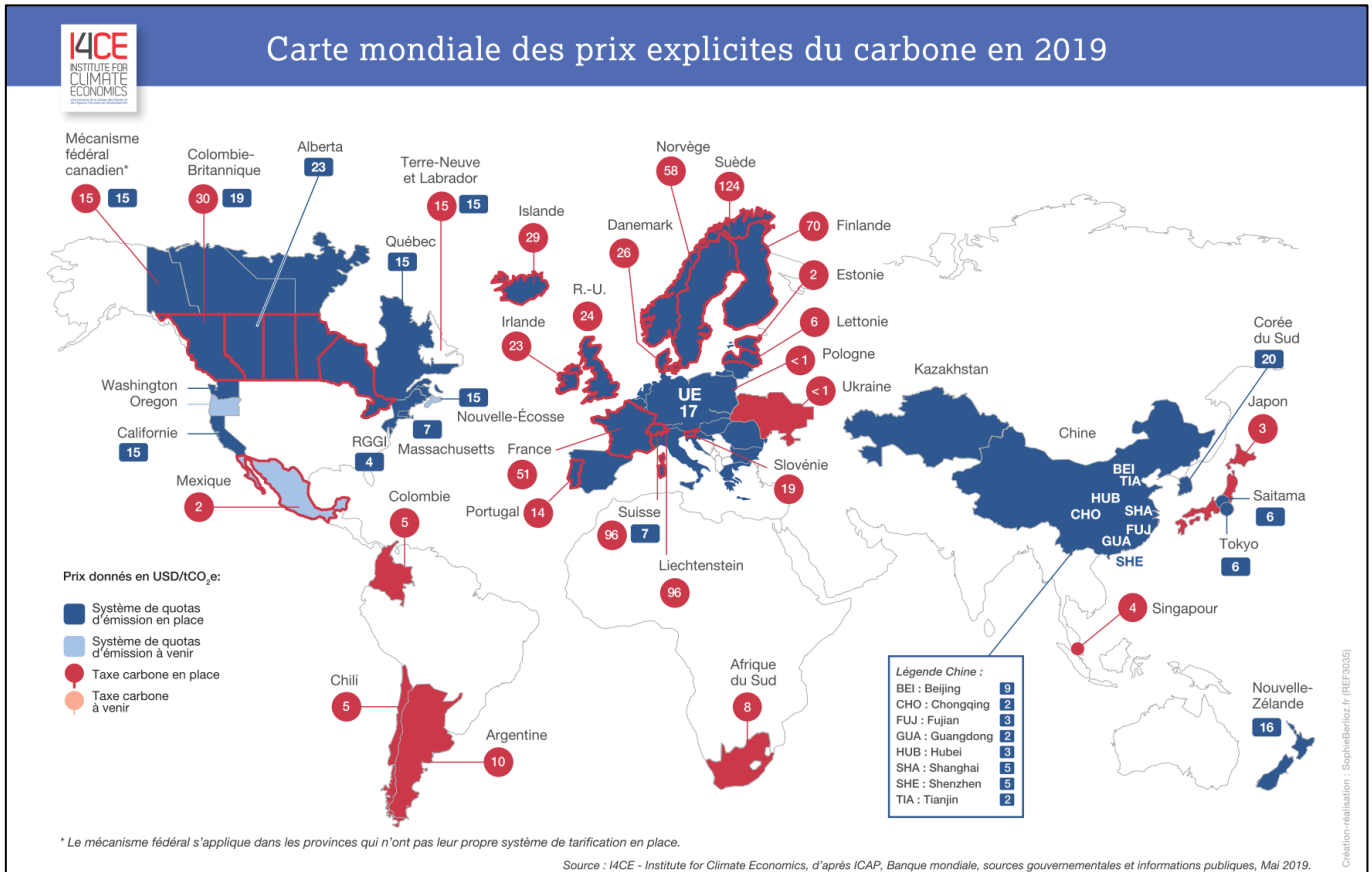 I4CE
INSTITUTE FOR
CLIMATE
ECONOMICS
Carte mondiale des prix explicites du carbone en 2019
Mécanisme
fédéral
canadien*
15
15
Colombie-
Britannique
30
19
Alberta
23
Terre-Neuve
et Labrador
15
15
Québec
15
Islande
29
Norvège
58
Suède
124
Danemark
26
70
Finlande
2
Estonie
R.-U.
24
Irlande
23
6
Lettonie
< 1
Pologne
< 1
Ukraine
UE
17
Washington
Oregon
Californie
15
15
Nouvelle-Écosse
7
Massachusetts
RGGI
4
France
51
Portugal
14
Suisse
96
7
Liechtenstein
96
Slovénie
19
Mexique
2
Colombie
5
Kazakhstan
Chine
BEI
TIA
HUB
CHO
SHA
FUJ
GUA
SHE
Corée
du Sud
20
Japon
3
Saitama
6
Tokyo
6
4
Singapour
Nouvelle-
Zélande
16
Chili
5
Argentine
10
Afrique
du Sud
8
Prix donnés en USD/tCO₂e:
Système de quotas
d'émission en place
Système de quotas
d'émission à venir
Taxe carbone en place
Taxe carbone
à venir
Légende Chine :
BEI : Beijing 9
CHO : Chongqing 2
FUJ : Fujian 3
GUA : Guangdong 2
HUB : Hubei 3
SHA : Shanghai 5
SHE : Shenzhen 5
TIA : Tianjin 2
* Le mécanisme fédéral s'applique dans les provinces qui n'ont pas leur propre système de tarification en place.
Source : I4CE - Institute for Climate Economics, d'après ICAP, Banque mondiale, sources gouvernementales et informations publiques, Mai 2019.
Création-réalisation : SophieBerlioz.fr (REF3035)